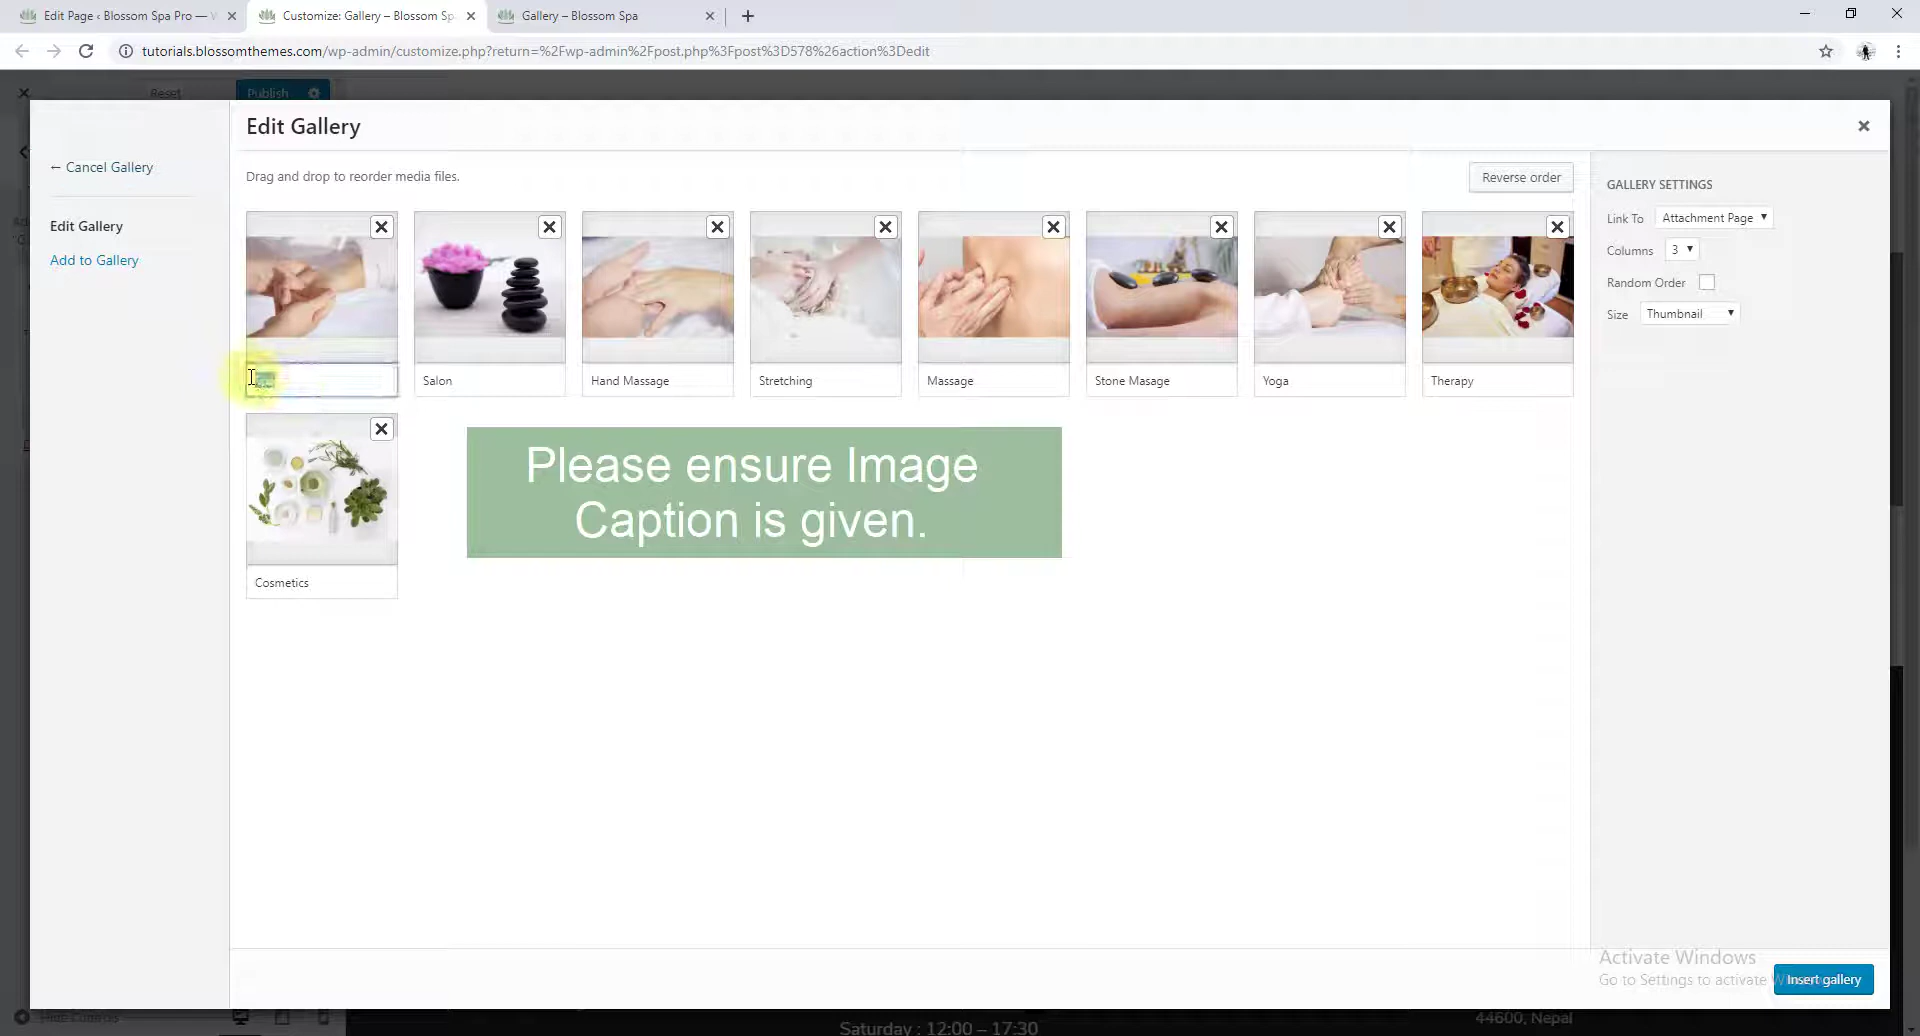 Edit Page ‹ Blossom Spa Pro —
Customize: Gallery – Blossom Sp
Gallery – Blossom Spa
tutorials.blossomthemes.com/wp-admin/customize.php?return=%2Fwp-admin%2Fpost.php%3Fpost%3D578%26action%3Dedit
Reset
Publish
Edit Gallery
← Cancel Gallery
Drag and drop to reorder media files.
Reverse order
GALLERY SETTINGS
Link To
Attachment Page
Edit Gallery
Columns
3
Add to Gallery
Random Order
Size
Thumbnail
Salon
Hand Massage
Stretching
Massage
Stone Masage
Yoga
Therapy
Please ensure Image
Caption is given.
Cosmetics
Activate Windows
Go to Settings to activate
Insert gallery
Hide Controls
44600, Nepal
Saturday : 12:00 – 17:30